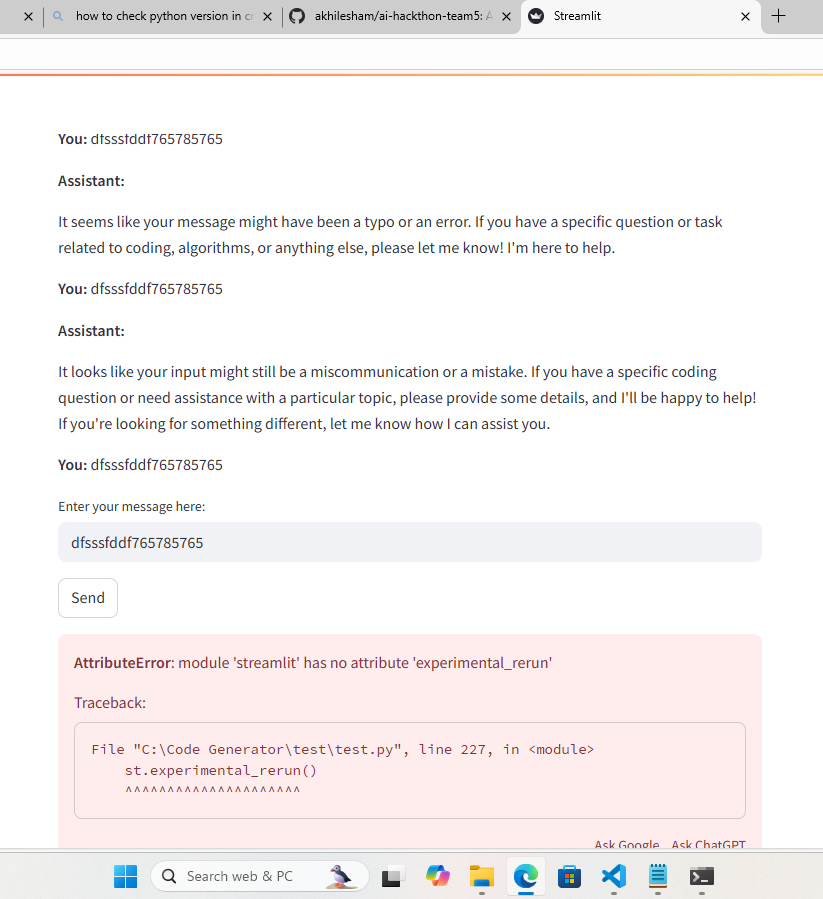 how to check python version in c
akhilesham/ai-hackthon-team5: A
Streamlit
You: dfsssfddf765785765
Assistant:
It seems like your message might have been a typo or an error. If you have a specific question or task
related to coding, algorithms, or anything else, please let me know! I'm here to help.
You: dfsssfddf765785765
Assistant:
It looks like your input might still be a miscommunication or a mistake. If you have a specific coding
question or need assistance with a particular topic, please provide some details, and I'll be happy to help!
If you're looking for something different, let me know how I can assist you.
You: dfsssfddf765785765
Enter your message here:
dfsssfddf765785765
Send
AttributeError: module 'streamlit' has no attribute 'experimental_rerun'
Traceback:
File "C:\Code Generator\test\test.py", line 227, in <module>
st.experimental_rerun()
^^^^^^^^^^^^^^^^^^^^^
Ask Google Ask ChatGPT
Search web & PC